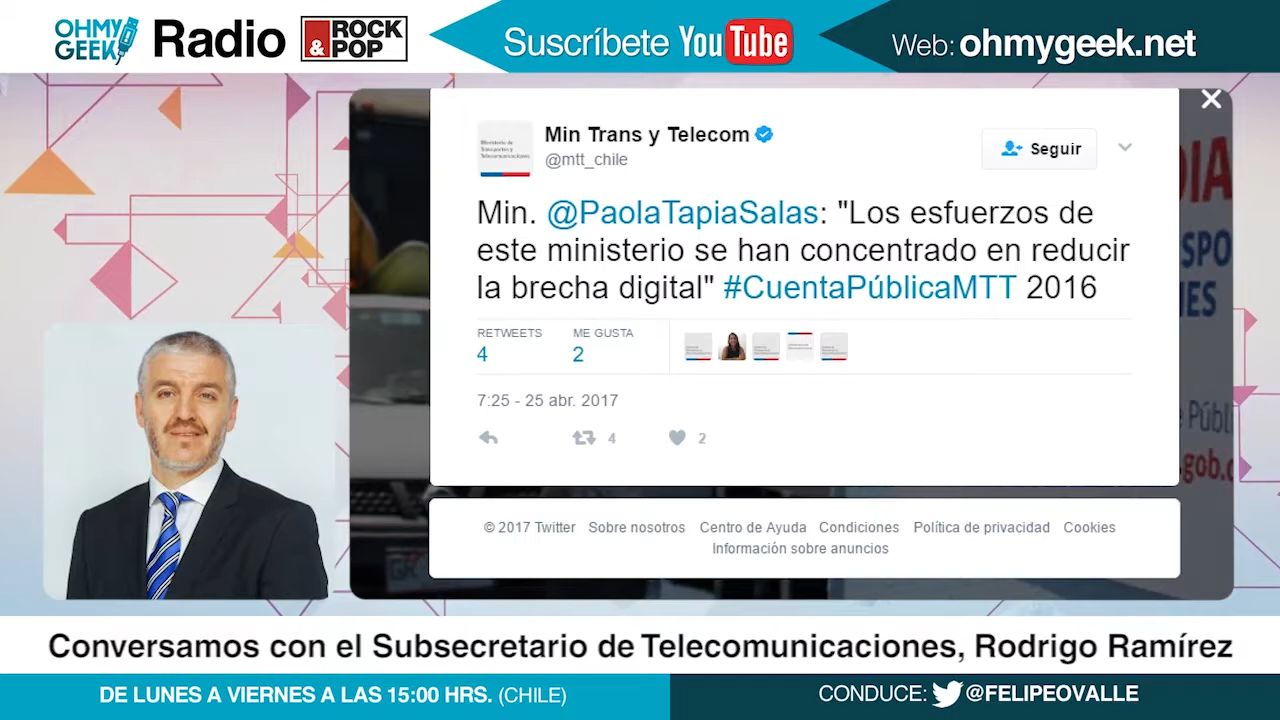 OHMY GEEK Radio ROCK & POP
Suscríbete YouTube
Web: ohmygeek.net
Min Trans y Telecom
@mtt_chile
Seguir
Min. @PaolaTapiaSalas: "Los esfuerzos de
este ministerio se han concentrado en reducir
la brecha digital" #CuentaPúblicaMTT 2016
RETWEETS ME GUSTA
4 2
7:25 - 25 abr. 2017
4 2
© 2017 Twitter Sobre nosotros Centro de Ayuda Condiciones Política de privacidad Cookies
Información sobre anuncios
Conversamos con el Subsecretario de Telecomunicaciones, Rodrigo Ramírez
DE LUNES A VIERNES A LAS 15:00 HRS. (CHILE)
CONDUCE: @FELIPEOVALLE